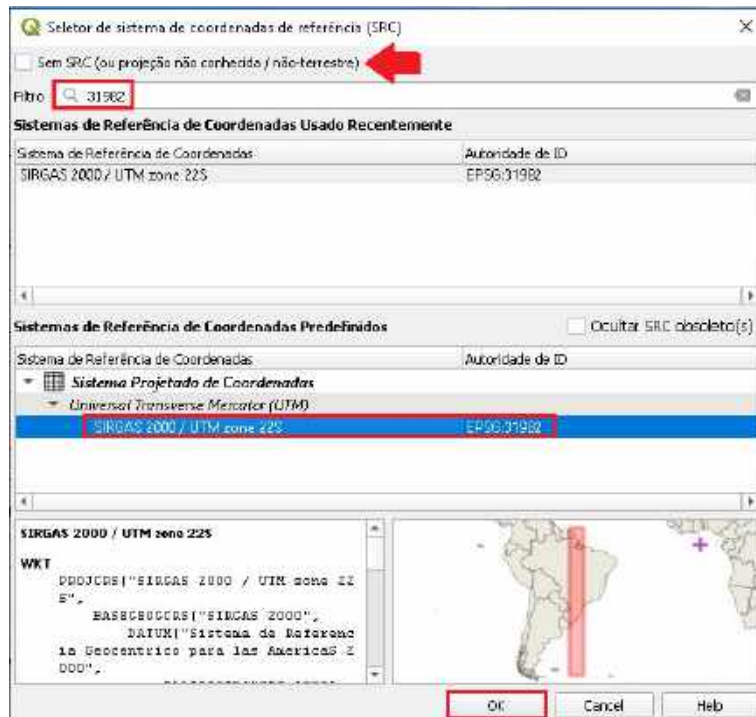 Seletor de sistema de coordenadas de referência (SRC)
Sem SRC (ou projeção não conhecida / não-terrestre)
Filtro 31982
Sistemas de Referência de Coordenadas Usado Recentemente
Sistema de Referência de Coordenadas Autoridade de ID
SIRGAS 2000 / UTM zone 22S EPSG:31982
Sistemas de Referência de Coordenadas Predefinidos Ocultar SRC obsoleto(s)
Sistema de Referência de Coordenadas Autoridade de ID
Sistema Projetado de Coordenadas
Universal Transverse Mercator (UTM)
SIRGAS 2000 / UTM zone 22S EPSG:31982
SIRGAS 2000 / UTM zone 22S
WKT
PROJCRS["SIRGAS 2000 / UTM zone 22
S",
BASEGEOGCRS["SIRGAS 2000",
DATUM["Sistema de Referenc
ia Geocentrico para las AmericaS 2
000",
OK Cancel Help